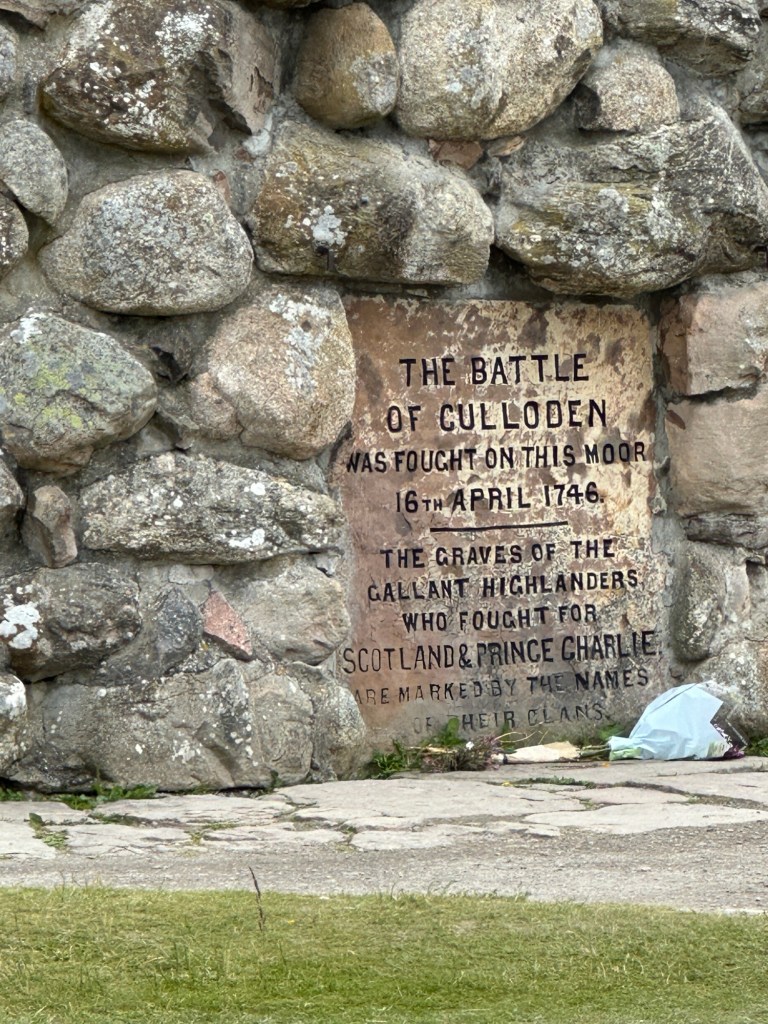 THE BATTLE
OF CULLODEN
WAS FOUGHT ON THIS MOOR
16TH APRIL 1746.
THE GRAVES OF THE
GALLANT HIGHLANDERS
WHO FOUGHT FOR
SCOTLAND & PRINCE CHARLIE.
ARE MARKED BY THE NAMES
OF THEIR CLANS.